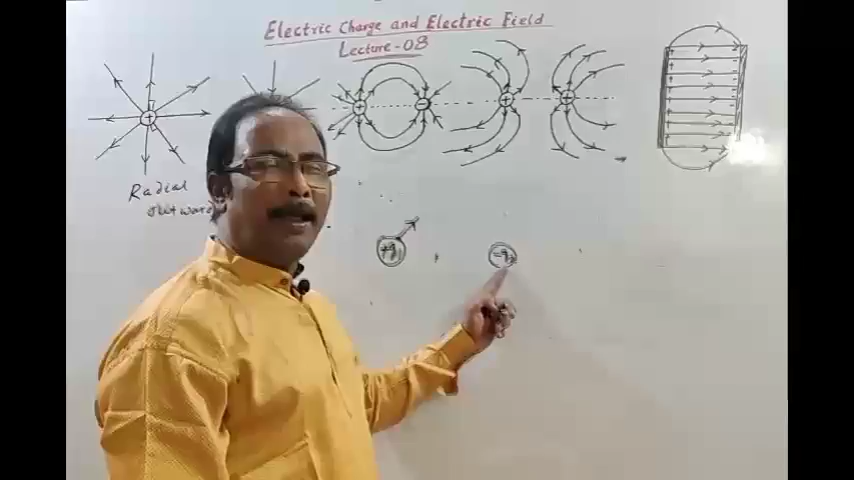 Electric Charge and Electric Field
Lecture-08
+ - + +
Radial
outward
+q -q